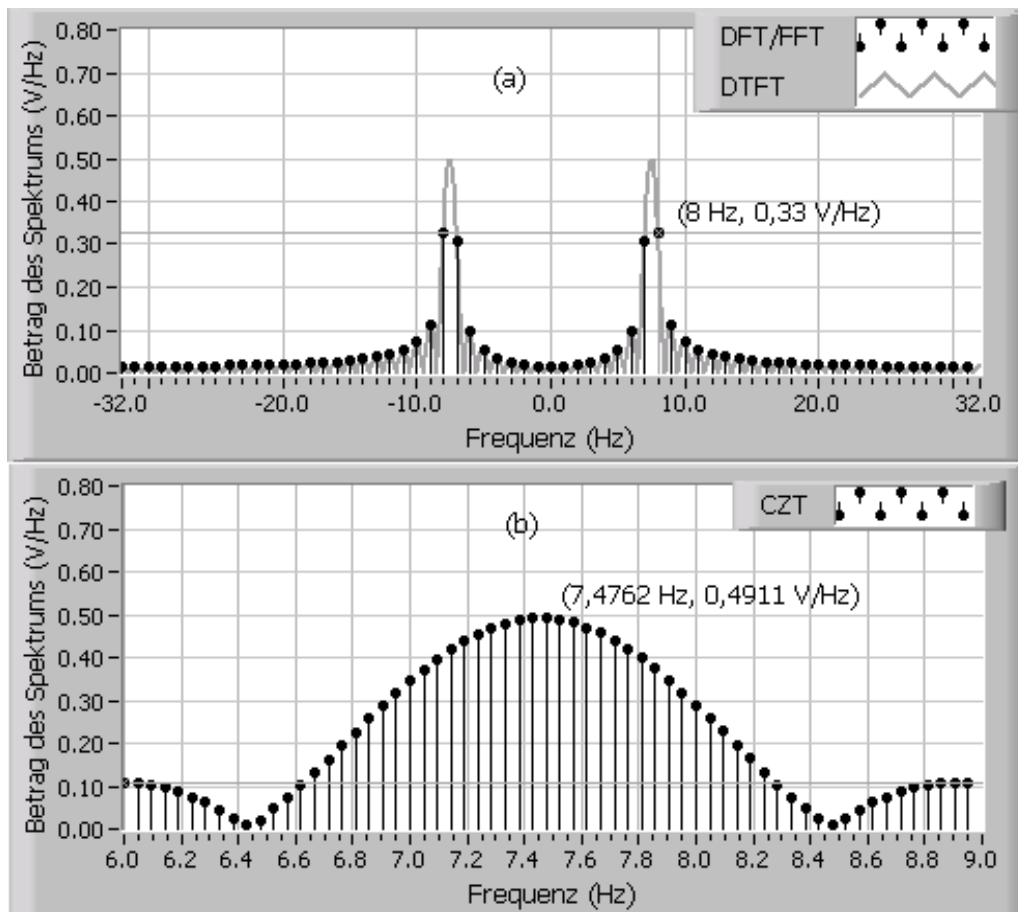 0.80
0.70
0.60
0.50
0.40
0.30
0.20
0.10
0.00
Betrag des Spektrums (V/Hz)
(a)
DFT/FFT
DTFT
(8 Hz, 0,33 V/Hz)
-32.0 -20.0 -10.0 0.0 10.0 20.0 32.0
Frequenz (Hz)
0.80
0.70
0.60
0.50
0.40
0.30
0.20
0.10
0.00
Betrag des Spektrums (V/Hz)
(b)
CZT
(7,4762 Hz, 0,4911 V/Hz)
6.0 6.2 6.4 6.6 6.8 7.0 7.2 7.4 7.6 7.8 8.0 8.2 8.4 8.6 8.8 9.0
Frequenz (Hz)